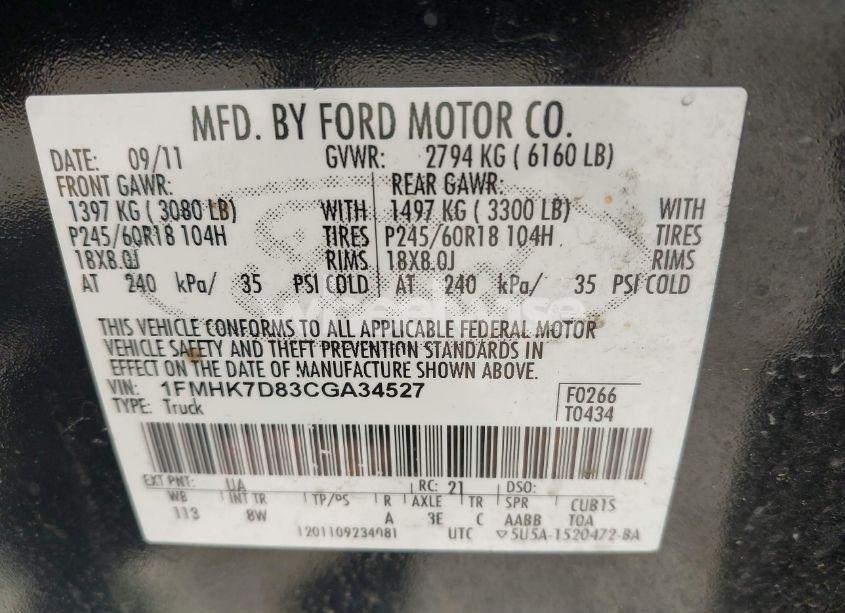 MFD. BY FORD MOTOR CO.
DATE: 09/11 GVWR: 2794 KG ( 6160 LB)
FRONT GAWR: REAR GAWR:
1397 KG ( 3080 LB) WITH 1497 KG ( 3300 LB) WITH
P245/60R18 104H TIRES P245/60R18 104H TIRES
18X8.0J RIMS 18X8.0J RIMS
AT 240 kPa/ 35 PSI COLD AT 240 kPa/ 35 PSI COLD
THIS VEHICLE CONFORMS TO ALL APPLICABLE FEDERAL MOTOR
VEHICLE SAFETY AND THEFT PREVENTION STANDARDS IN
EFFECT ON THE DATE OF MANUFACTURE SHOWN ABOVE.
VIN: 1FMHK7D83CGA34527 F0266
TYPE: Truck T0434
EXT PNT: UA RC: 21 DSO:
WB INT TR TP/PS R AXLE TR SPR CUB1S
113 8W A 3E C AABB TOA
1201109234081 UTC ▽5U5A-1520472-BA